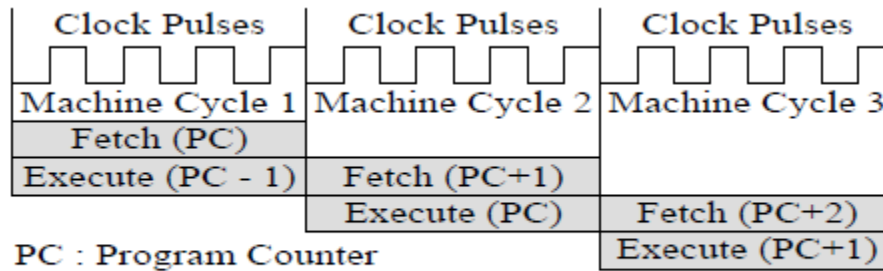 Clock Pulses Clock Pulses Clock Pulses
Machine Cycle 1 Machine Cycle 2 Machine Cycle 3
Fetch (PC)
Execute (PC - 1) Fetch (PC+1)
Execute (PC) Fetch (PC+2)
PC : Program Counter Execute (PC+1)